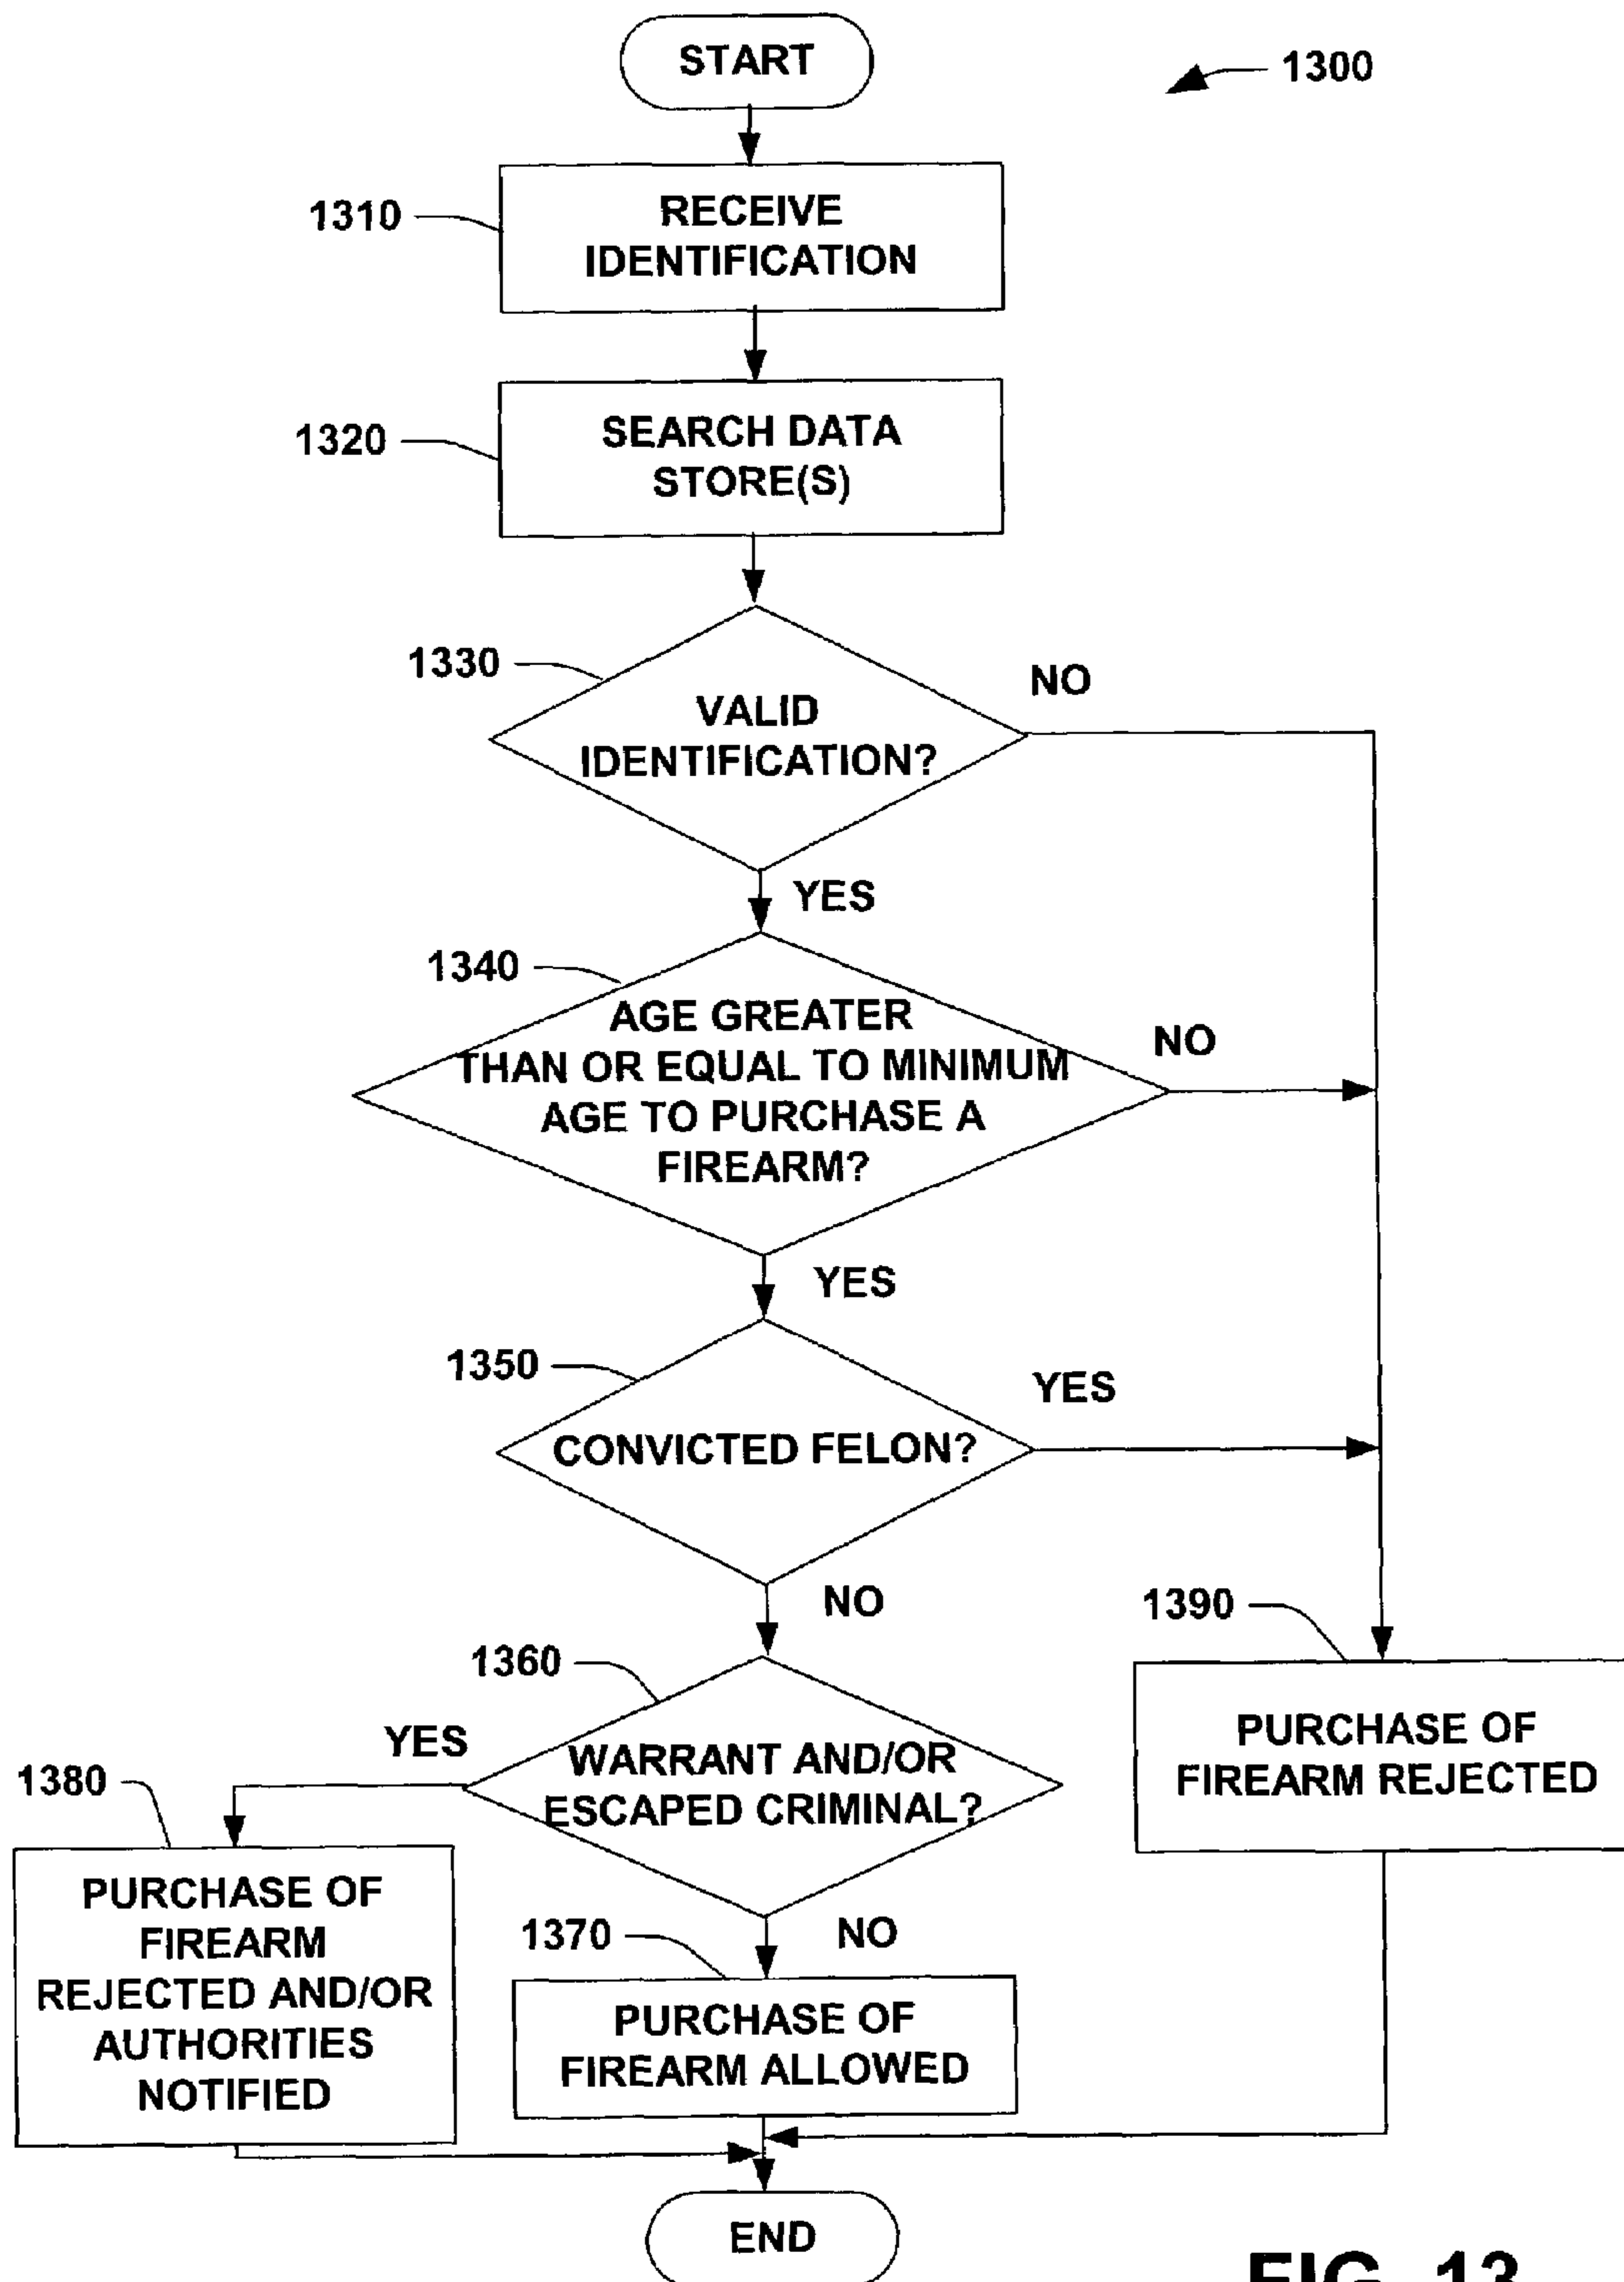 START
1300
1310
RECEIVE
IDENTIFICATION
1320
SEARCH DATA
STORE(S)
1330
VALID
IDENTIFICATION?
NO
YES
1340
AGE GREATER
THAN OR EQUAL TO MINIMUM
AGE TO PURCHASE A
FIREARM?
NO
YES
1350
CONVICTED FELON?
YES
NO
1360
WARRANT AND/OR
ESCAPED CRIMINAL?
YES
NO
1390
PURCHASE OF
FIREARM REJECTED
1380
PURCHASE OF
FIREARM
REJECTED AND/OR
AUTHORITIES
NOTIFIED
1370
PURCHASE OF
FIREARM ALLOWED
END
FIG. 13